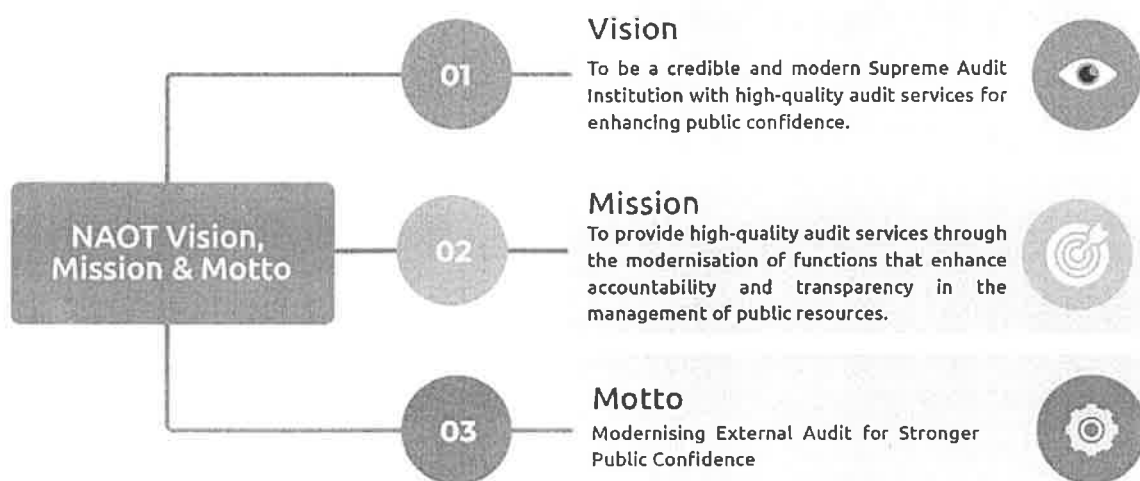 NAOT Vision,
Mission & Motto
01
Vision
To be a credible and modern Supreme Audit
Institution with high-quality audit services for
enhancing public confidence.
02
Mission
To provide high-quality audit services through
the modernisation of functions that enhance
accountability and transparency in the
management of public resources.
03
Motto
Modernising External Audit for Stronger
Public Confidence